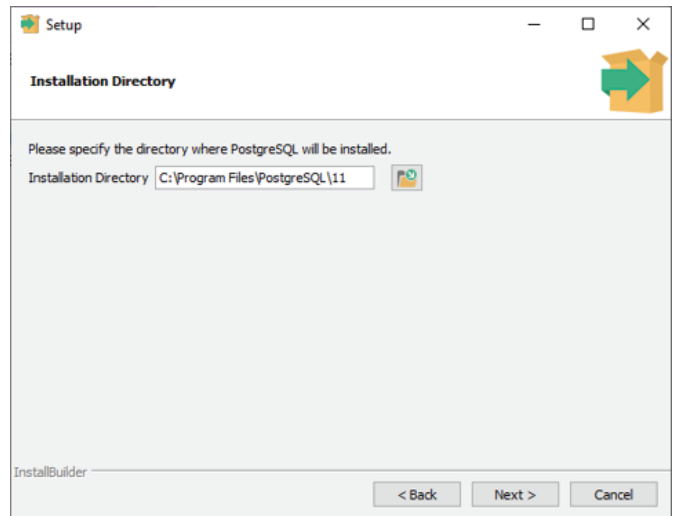 Setup
Installation Directory
Please specify the directory where PostgreSQL will be installed.
Installation Directory C:\Program Files\PostgreSQL\11
InstallBuilder
< Back Next > Cancel